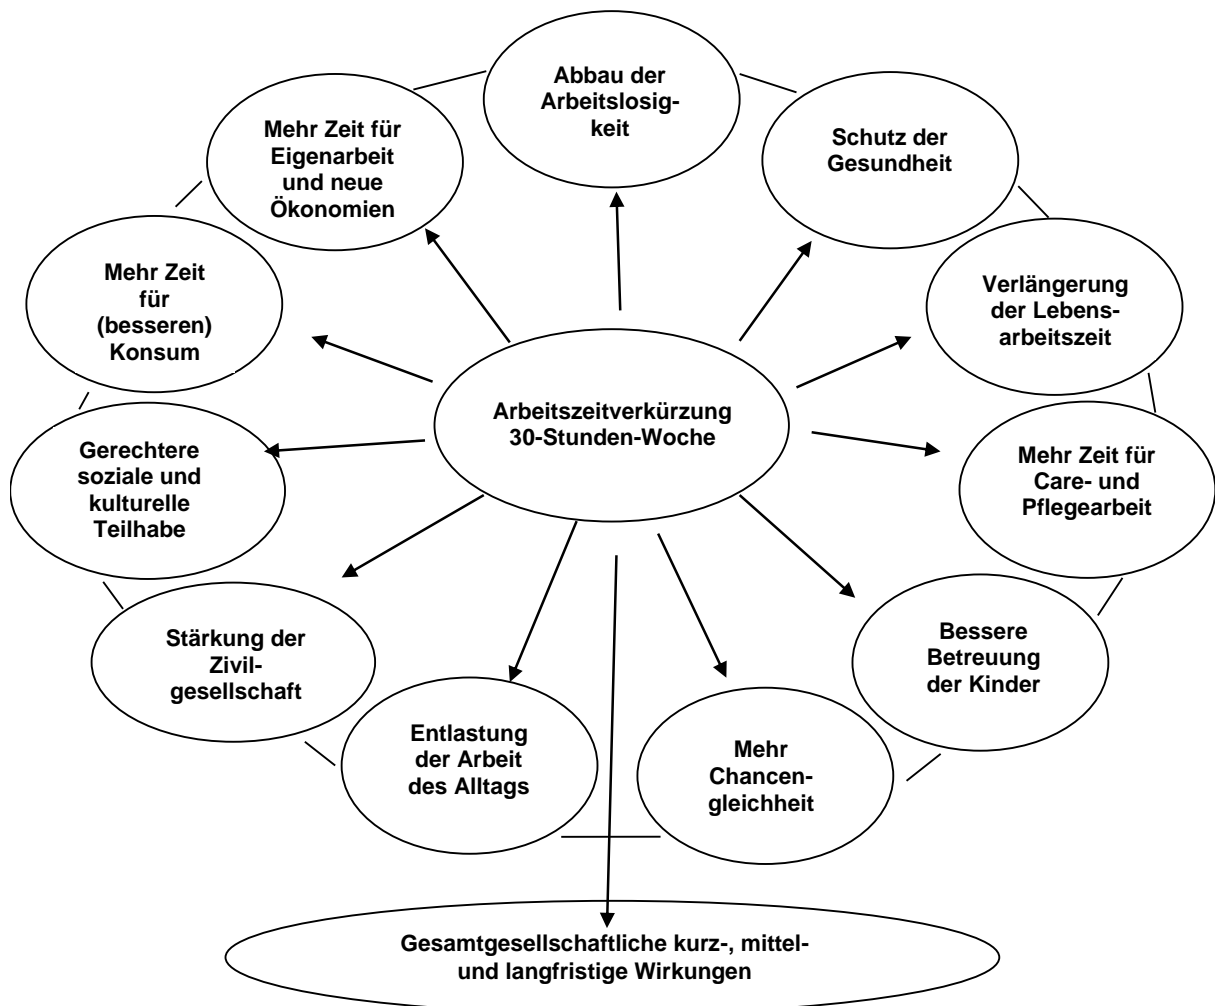 Abbau der
Arbeitslosig-
keit
Mehr Zeit für
Eigenarbeit
und neue
Ökonomien
Schutz der
Gesundheit
Mehr Zeit
für
(besseren)
Konsum
Verlängerung
der Lebens-
arbeitszeit
Arbeitszeitverkürzung
30-Stunden-Woche
Gerechtere
soziale und
kulturelle
Teilhabe
Mehr Zeit für
Care- und
Pflegearbeit
Stärkung der
Zivil-
gesellschaft
Bessere
Betreuung
der Kinder
Entlastung
der Arbeit
des Alltags
Mehr
Chancen-
gleichheit
Gesamtgesellschaftliche kurz-, mittel-
und langfristige Wirkungen